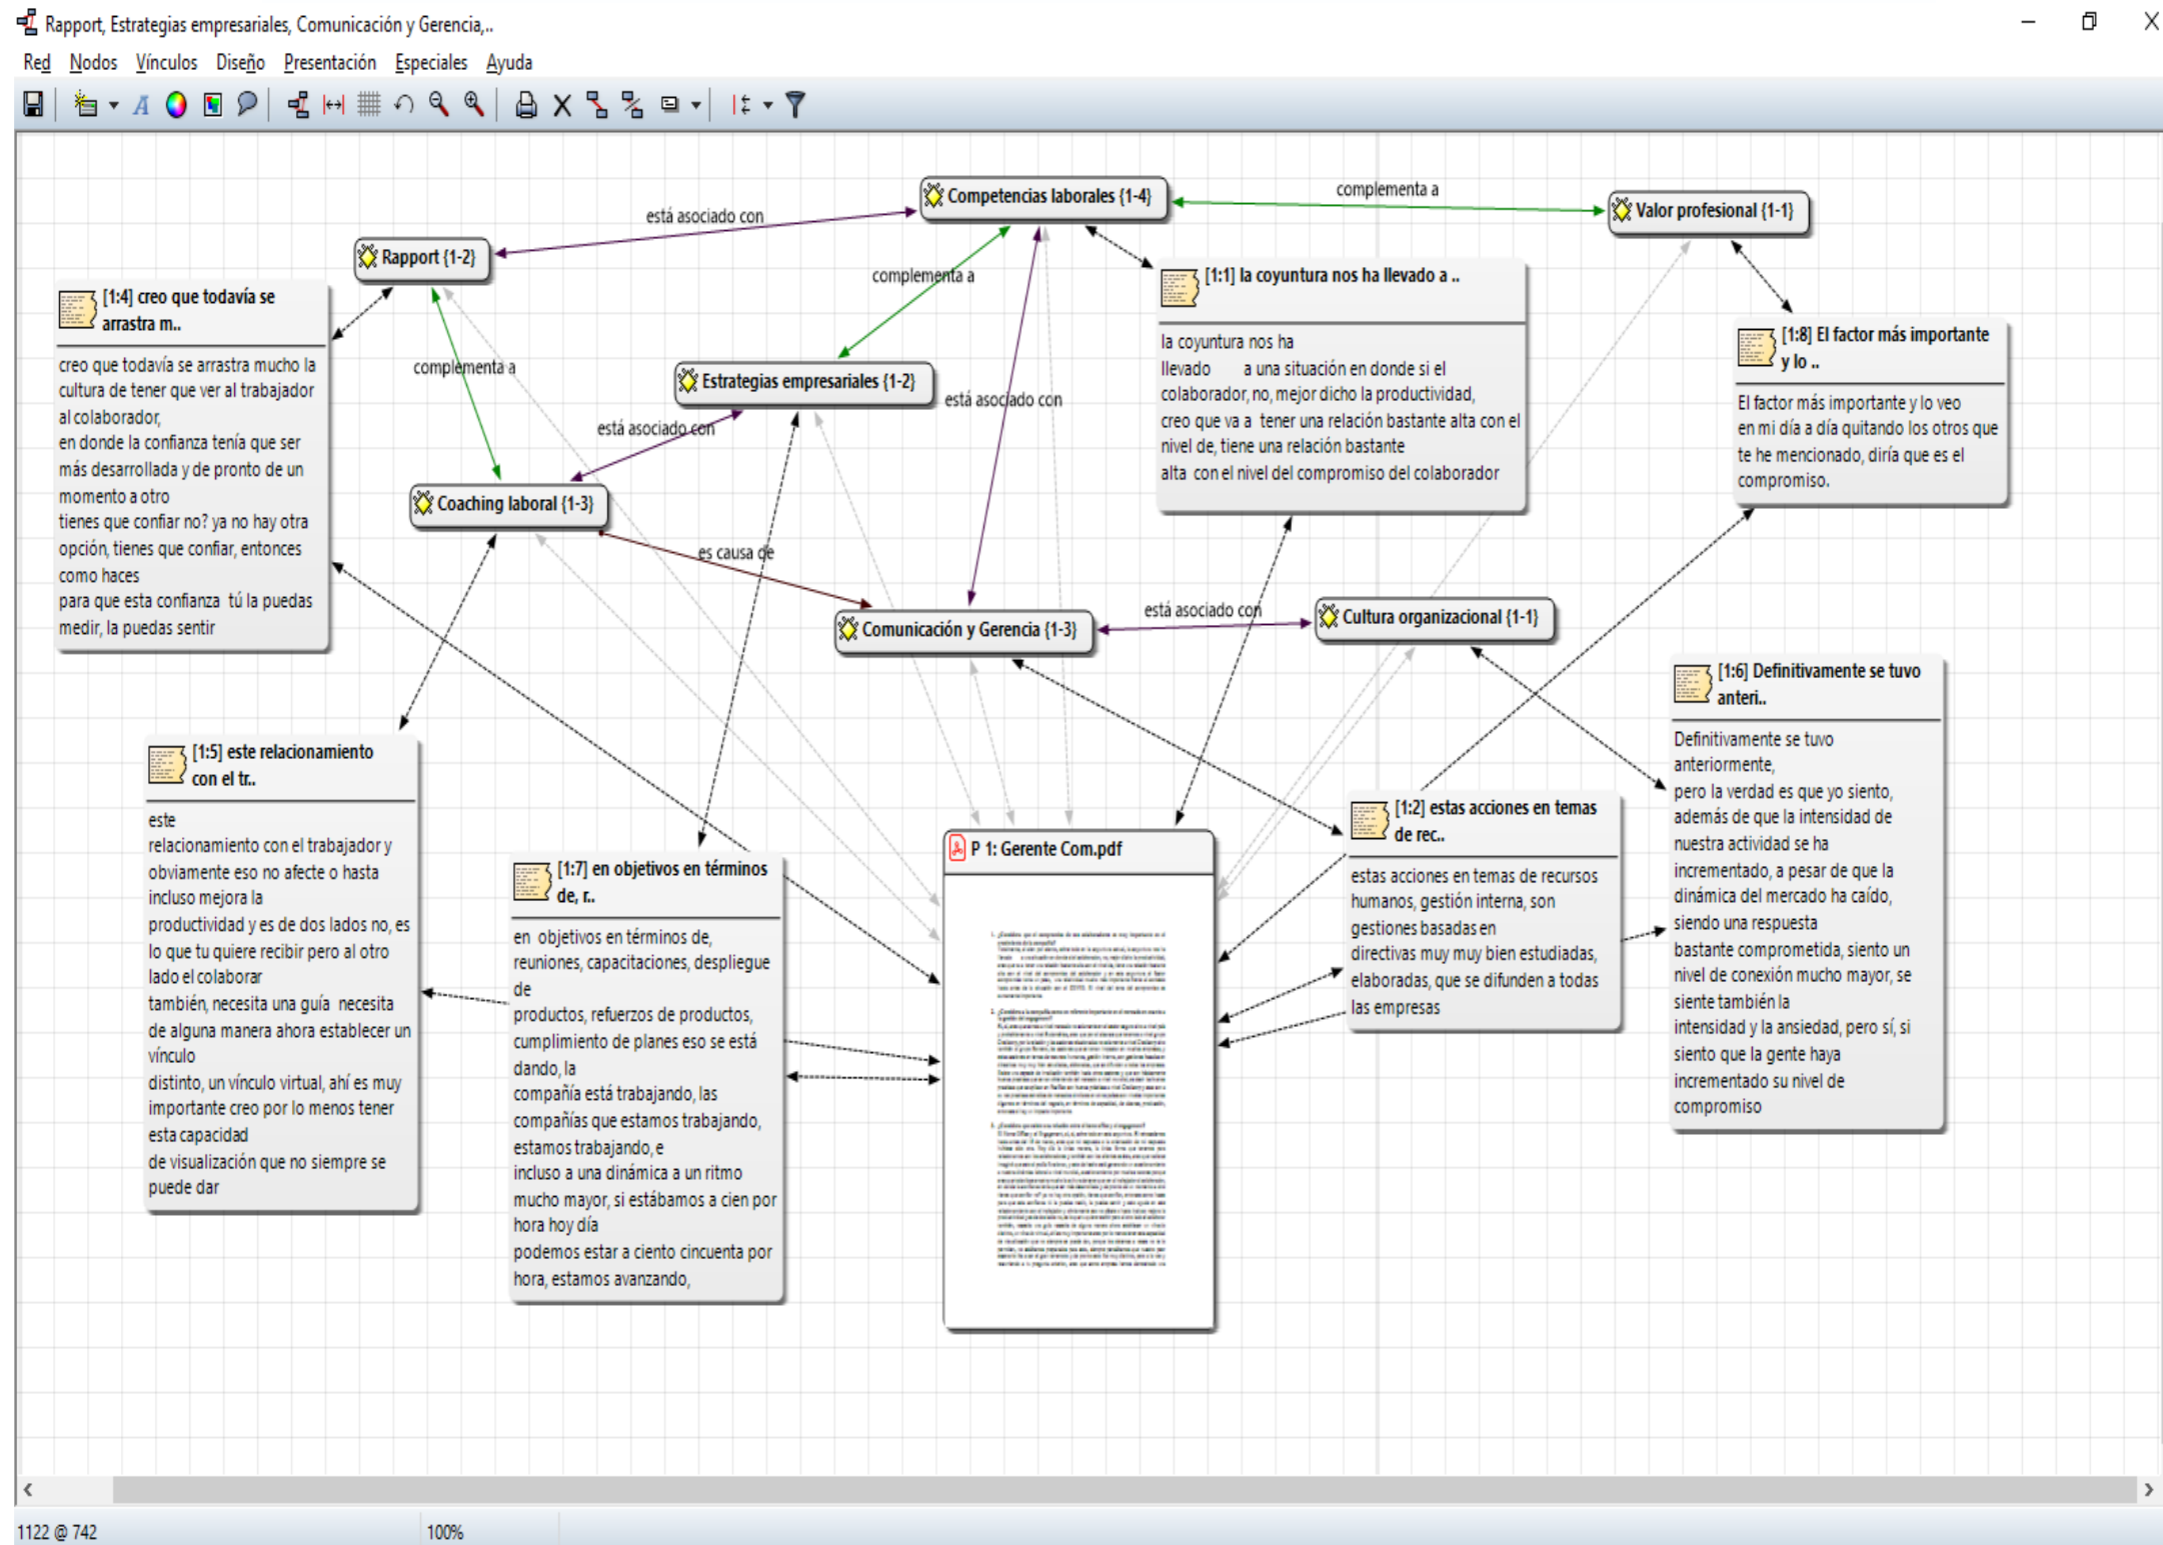 Rapport, Estrategias empresariales, Comunicación y Gerencia,..
Red Nodos Vínculos Diseño Presentación Especiales Ayuda
Competencias laborales {1-4}
complementa a
Valor profesional {1-1}
está asociado con
Rapport {1-2}
complementa a
[1:1] la coyuntura nos ha llevado a ..
la coyuntura nos ha
llevado a una situación en donde si el
colaborador, no, mejor dicho la productividad,
creo que va a tener una relación bastante alta con el
nivel de, tiene una relación bastante
alta con el nivel del compromiso del colaborador
[1:4] creo que todavía se
arrastra m..
creo que todavía se arrastra mucho la
cultura de tener que ver al trabajador
al colaborador,
en donde la confianza tenía que ser
más desarrollada y de pronto de un
momento a otro
tienes que confiar no? ya no hay otra
opción, tienes que confiar, entonces
como haces
para que esta confianza tú la puedas
medir, la puedas sentir
[1:8] El factor más importante
y lo ..
El factor más importante y lo veo
en mi día a día quitando los otros que
te he mencionado, diría que es el
compromiso.
complementa a
Estrategias empresariales {1-2}
está asociado con
está asociado con
Coaching laboral {1-3}
es causa de
Comunicación y Gerencia {1-3}
está asociado con
Cultura organizacional {1-1}
[1:6] Definitivamente se tuvo
anteri..
Definitivamente se tuvo
anteriormente,
pero la verdad es que yo siento,
además de que la intensidad de
nuestra actividad se ha
incrementado, a pesar de que la
dinámica del mercado ha caído,
siendo una respuesta
bastante comprometida, siento un
nivel de conexión mucho mayor, se
siente también la
intensidad y la ansiedad, pero sí, si
siento que la gente haya
incrementado su nivel de
compromiso
[1:5] este relacionamiento
con el tr..
este
relacionamiento con el trabajador y
obviamente eso no afecte o hasta
incluso mejora la
productividad y es de dos lados no, es
lo que tu quiere recibir pero al otro
lado el colaborar
también, necesita una guía necesita
de alguna manera ahora establecer un
vínculo
distinto, un vínculo virtual, ahí es muy
importante creo por lo menos tener
esta capacidad
de visualización que no siempre se
puede dar
[1:7] en objetivos en términos
de, r..
en objetivos en términos de,
reuniones, capacitaciones, despliegue
de
productos, refuerzos de productos,
cumplimiento de planes eso se está
dando, la
compañía está trabajando, las
compañías que estamos trabajando,
estamos trabajando, e
incluso a una dinámica a un ritmo
mucho mayor, si estábamos a cien por
hora hoy día
podemos estar a ciento cincuenta por
hora, estamos avanzando,
P 1: Gerente Com.pdf
[1:2] estas acciones en temas
de rec..
estas acciones en temas de recursos
humanos, gestión interna, son
gestiones basadas en
directivas muy muy bien estudiadas,
elaboradas, que se difunden a todas
las empresas
1122 @ 742
100%